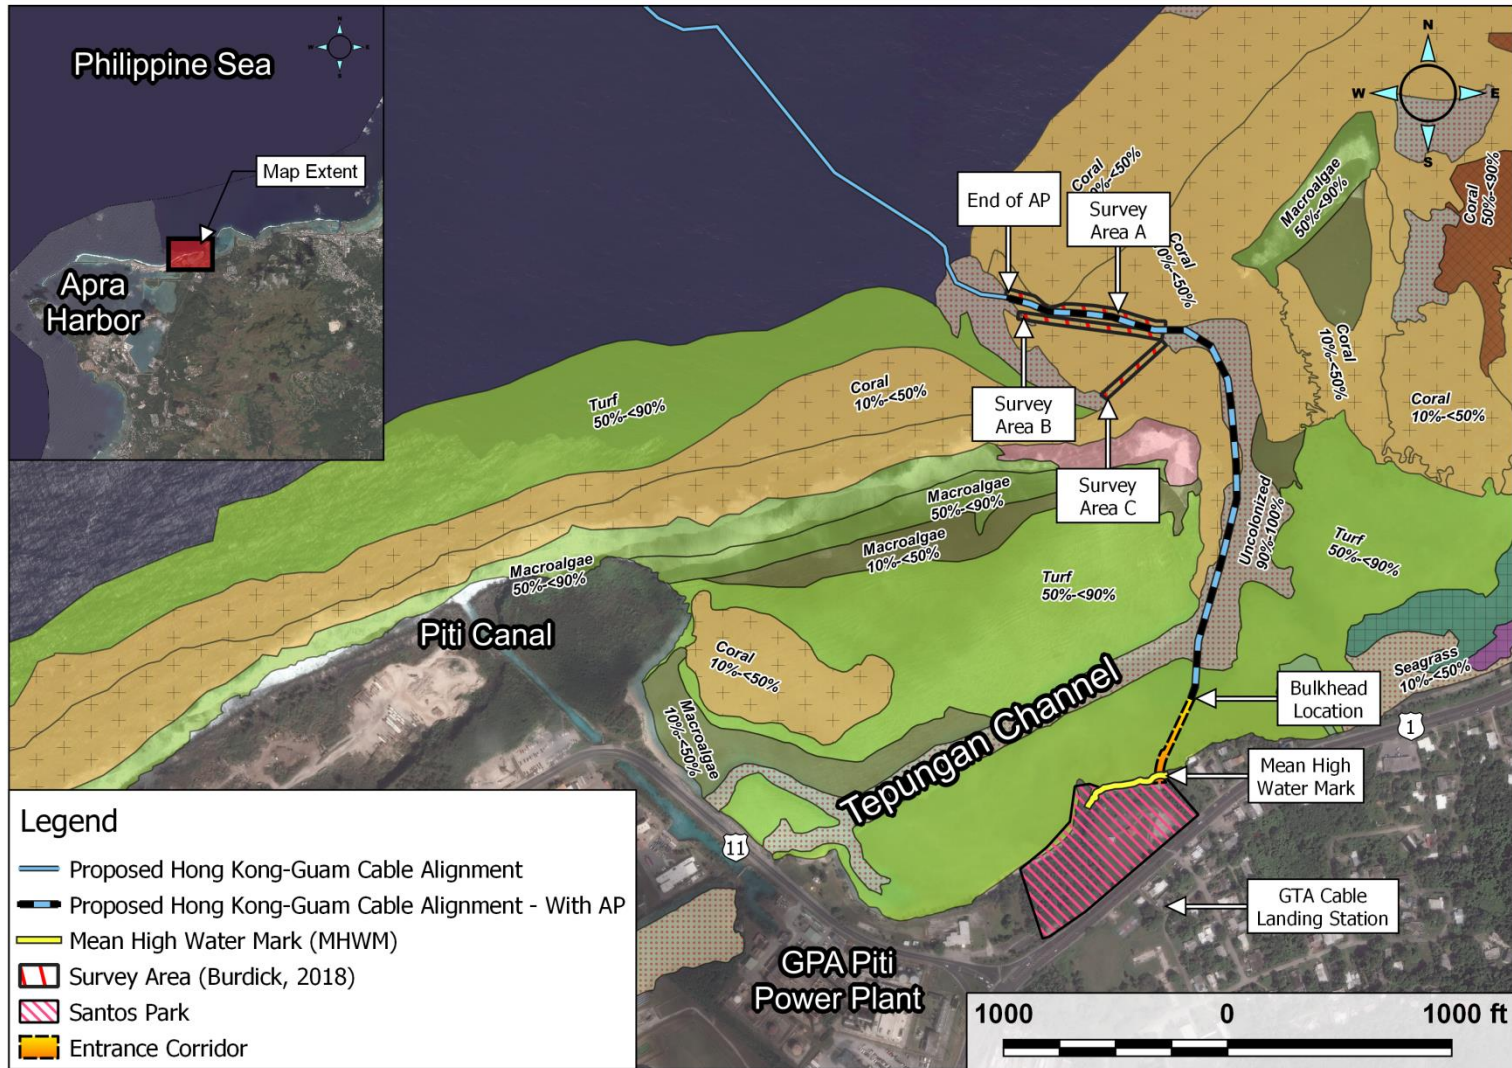 Philippine Sea
N
W
E
S
Map Extent
Apra
Harbor
N
W
E
S
End of AP
Survey
Area A
Coral
Coral
10%-<50%
Macroalgae
50%-<90%
Coral
50%-<90%
Turf
50%-<90%
Coral
10%-<50%
Survey
Area B
Survey
Area C
Coral
10%-<50%
Coral
10%-<50%
Macroalgae
50%-<90%
Macroalgae
10%-<50%
Macroalgae
50%-<90%
Uncolonized
90%-100%
Turf
50%-<90%
Turf
50%-<90%
Piti Canal
Coral
10%-<50%
Macroalgae
10%-<50%
Seagrass
10%-<50%
Bulkhead
Location
1
Tepungan Channel
Mean High
Water Mark
11
GTA Cable
Landing Station
GPA Piti
Power Plant
Legend
Proposed Hong Kong-Guam Cable Alignment
Proposed Hong Kong-Guam Cable Alignment - With AP
Mean High Water Mark (MHWM)
Survey Area (Burdick, 2018)
Santos Park
Entrance Corridor
1000 0 1000 ft